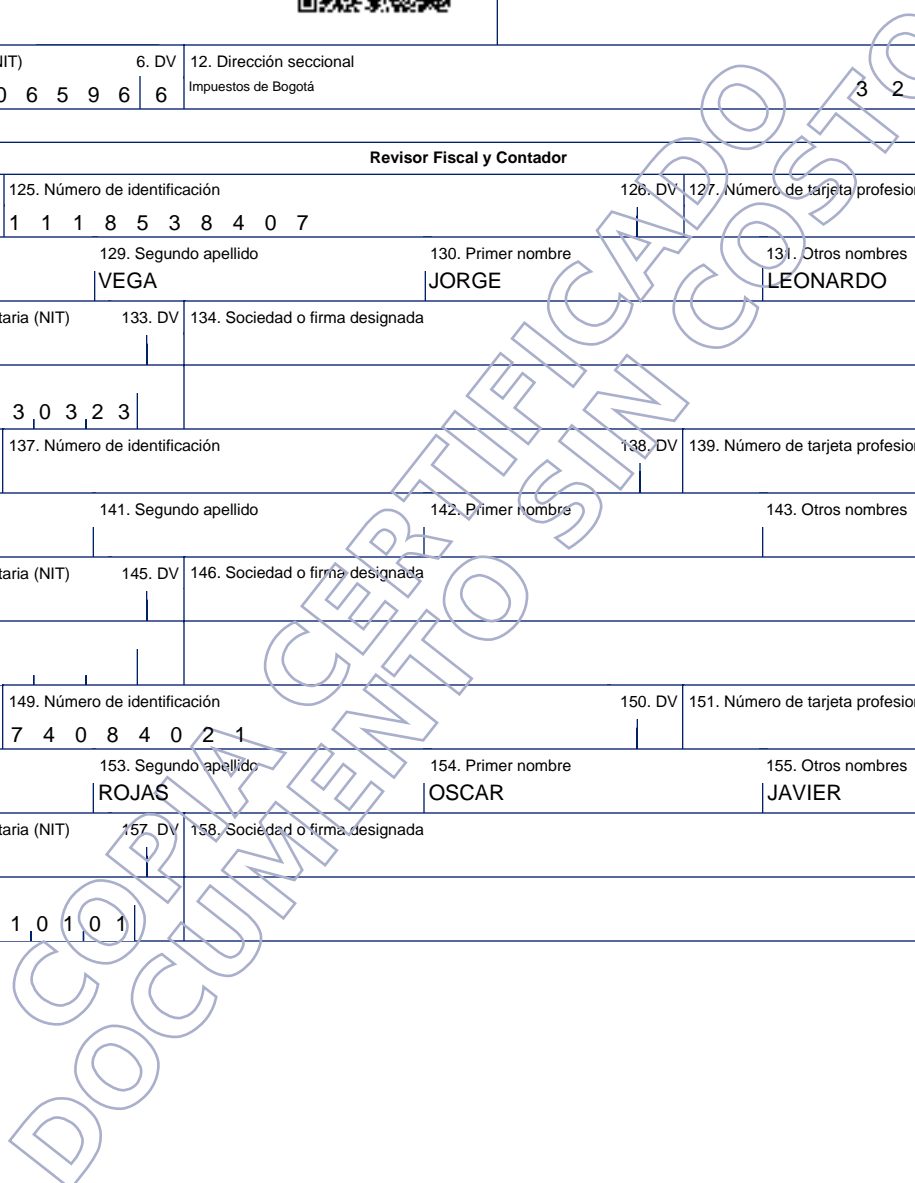 NIT) 6. DV 12. Dirección seccional
0 6 5 9 6 6 Impuestos de Bogotá 3 2
Revisor Fiscal y Contador
125. Número de identificación 126. DV 127. Número de tarjeta profesion
1 1 1 8 5 3 8 4 0 7
129. Segundo apellido 130. Primer nombre 131. Otros nombres
VEGA JORGE LEONARDO
taria (NIT) 133. DV 134. Sociedad o firma designada
3 0 3 2 3
137. Número de identificación 138. DV 139. Número de tarjeta profesion
141. Segundo apellido 142. Primer nombre 143. Otros nombres
taria (NIT) 145. DV 146. Sociedad o firma designada
149. Número de identificación 150. DV 151. Número de tarjeta profesion
7 4 0 8 4 0 2 1
153. Segundo apellido 154. Primer nombre 155. Otros nombres
ROJAS OSCAR JAVIER
taria (NIT) 157. DV 158. Sociedad o firma designada
1 0 1 0 1
COPIA CERTIFICADO
DOCUMENTO SIN COSTO